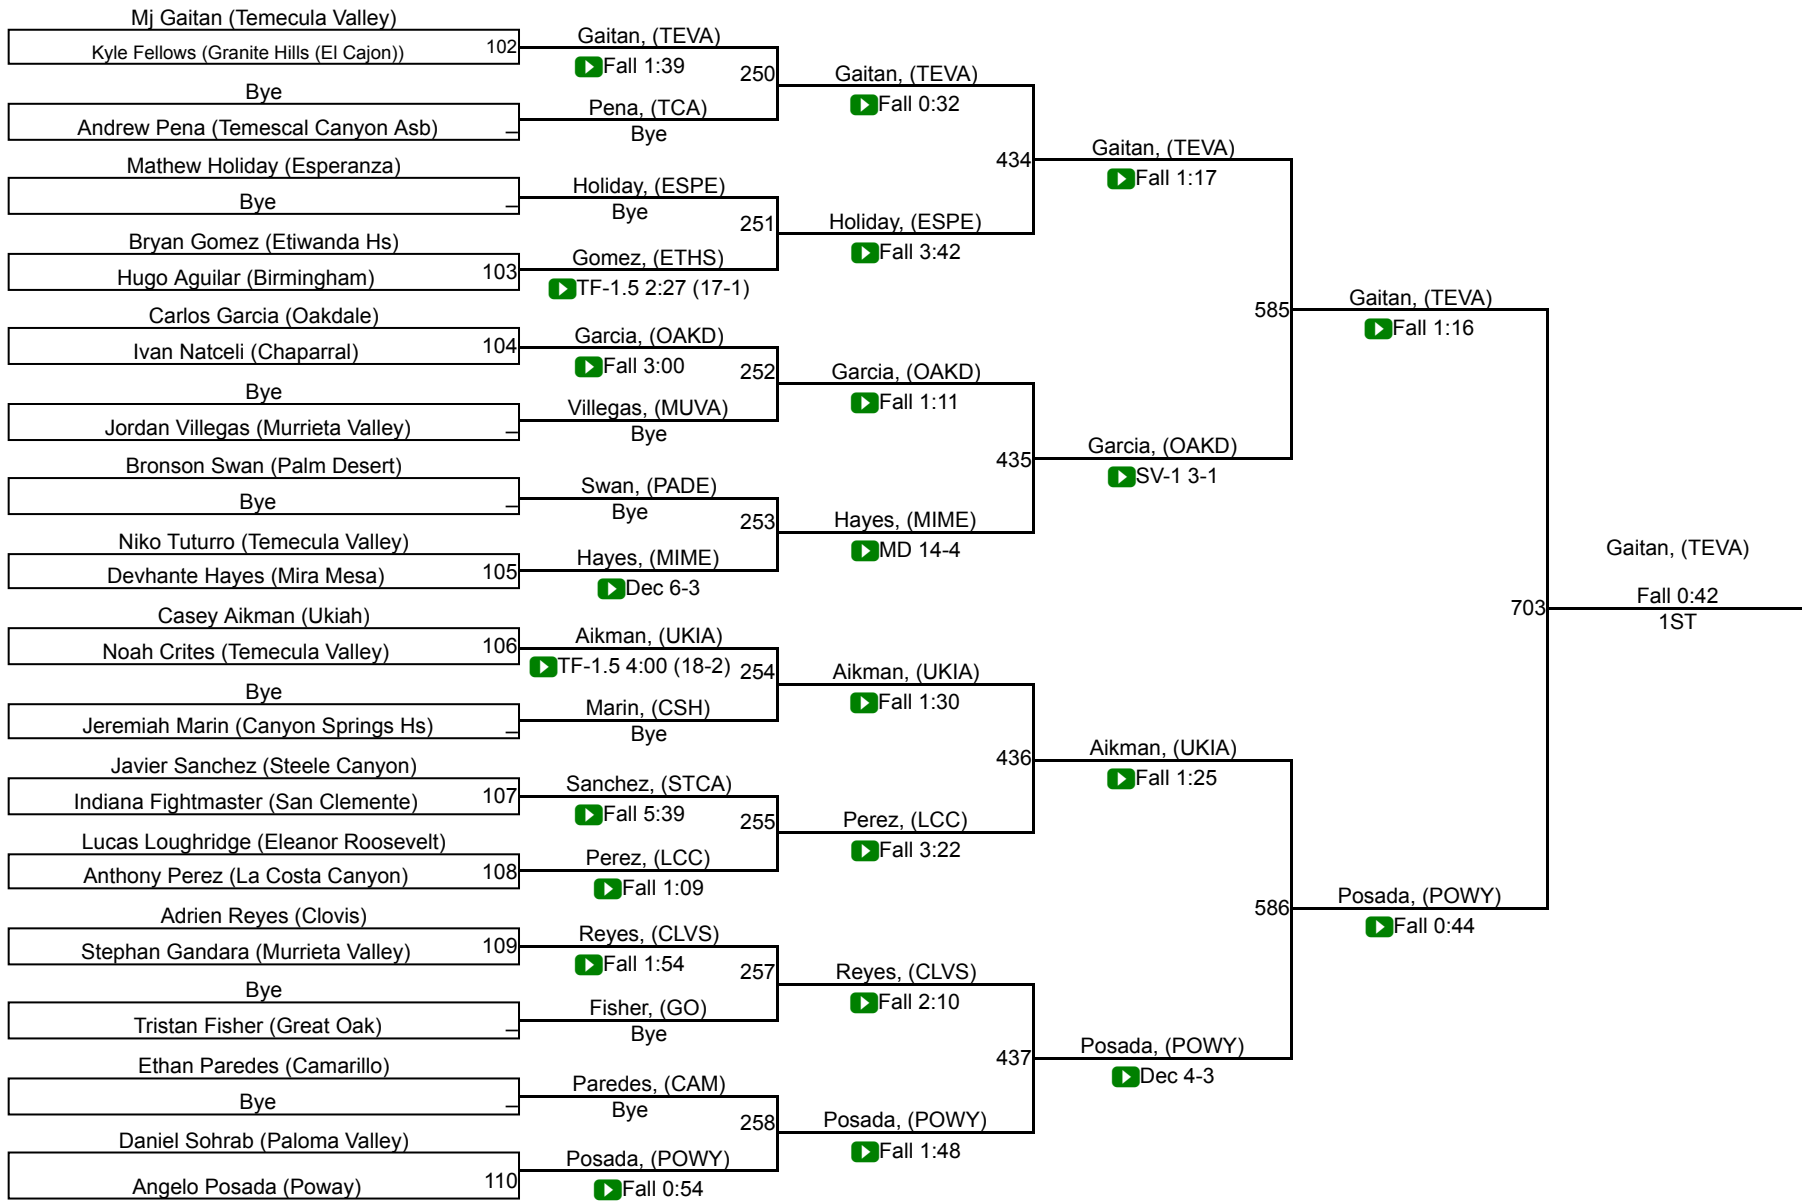 Mj Gaitan (Temecula Valley)
Kyle Fellows (Granite Hills (El Cajon))
102
Bye
Andrew Pena (Temescal Canyon Asb)
_
Mathew Holiday (Esperanza)
Bye
_
Bryan Gomez (Etiwanda Hs)
Hugo Aguilar (Birmingham)
103
Carlos Garcia (Oakdale)
Ivan Natceli (Chaparral)
104
Bye
Jordan Villegas (Murrieta Valley)
_
Bronson Swan (Palm Desert)
Bye
_
Niko Tuturro (Temecula Valley)
Devhante Hayes (Mira Mesa)
105
Casey Aikman (Ukiah)
Noah Crites (Temecula Valley)
106
Bye
Jeremiah Marin (Canyon Springs Hs)
_
Javier Sanchez (Steele Canyon)
Indiana Fightmaster (San Clemente)
107
Lucas Loughridge (Eleanor Roosevelt)
Anthony Perez (La Costa Canyon)
108
Adrien Reyes (Clovis)
Stephan Gandara (Murrieta Valley)
109
Bye
Tristan Fisher (Great Oak)
_
Ethan Paredes (Camarillo)
Bye
_
Daniel Sohrab (Paloma Valley)
Angelo Posada (Poway)
110
Gaitan, (TEVA)
Fall 1:39
250
Pena, (TCA)
Bye
Holiday, (ESPE)
Bye
251
Gomez, (ETHS)
TF-1.5 2:27 (17-1)
Garcia, (OAKD)
Fall 3:00
252
Villegas, (MUVA)
Bye
Swan, (PADE)
Bye
253
Hayes, (MIME)
Dec 6-3
Aikman, (UKIA)
TF-1.5 4:00 (18-2)
254
Marin, (CSH)
Bye
Sanchez, (STCA)
Fall 5:39
255
Perez, (LCC)
Fall 1:09
Reyes, (CLVS)
Fall 1:54
257
Fisher, (GO)
Bye
Paredes, (CAM)
Bye
258
Posada, (POWY)
Fall 0:54
Gaitan, (TEVA)
Fall 0:32
434
Holiday, (ESPE)
Fall 3:42
Garcia, (OAKD)
Fall 1:11
435
Hayes, (MIME)
MD 14-4
Aikman, (UKIA)
Fall 1:30
436
Perez, (LCC)
Fall 3:22
Reyes, (CLVS)
Fall 2:10
437
Posada, (POWY)
Fall 1:48
Gaitan, (TEVA)
Fall 1:17
585
Garcia, (OAKD)
SV-1 3-1
Aikman, (UKIA)
Fall 1:25
586
Posada, (POWY)
Dec 4-3
Gaitan, (TEVA)
Fall 1:16
703
Posada, (POWY)
Fall 0:44
Gaitan, (TEVA)
Fall 0:42
1ST